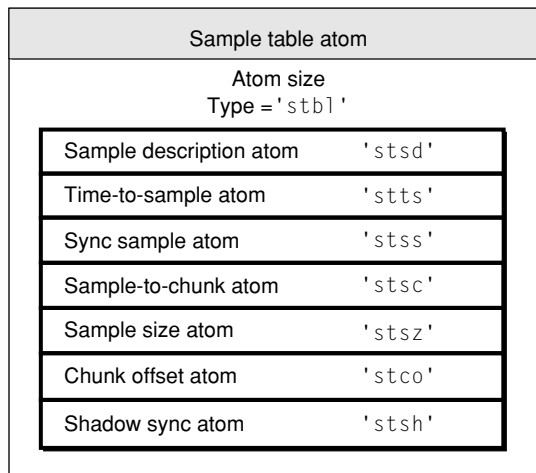 Sample table atom
Atom size
Type = 'stbl'
Sample description atom 'stsd'
Time-to-sample atom 'stts'
Sync sample atom 'stss'
Sample-to-chunk atom 'stsc'
Sample size atom 'stsz'
Chunk offset atom 'stco'
Shadow sync atom 'stsh'